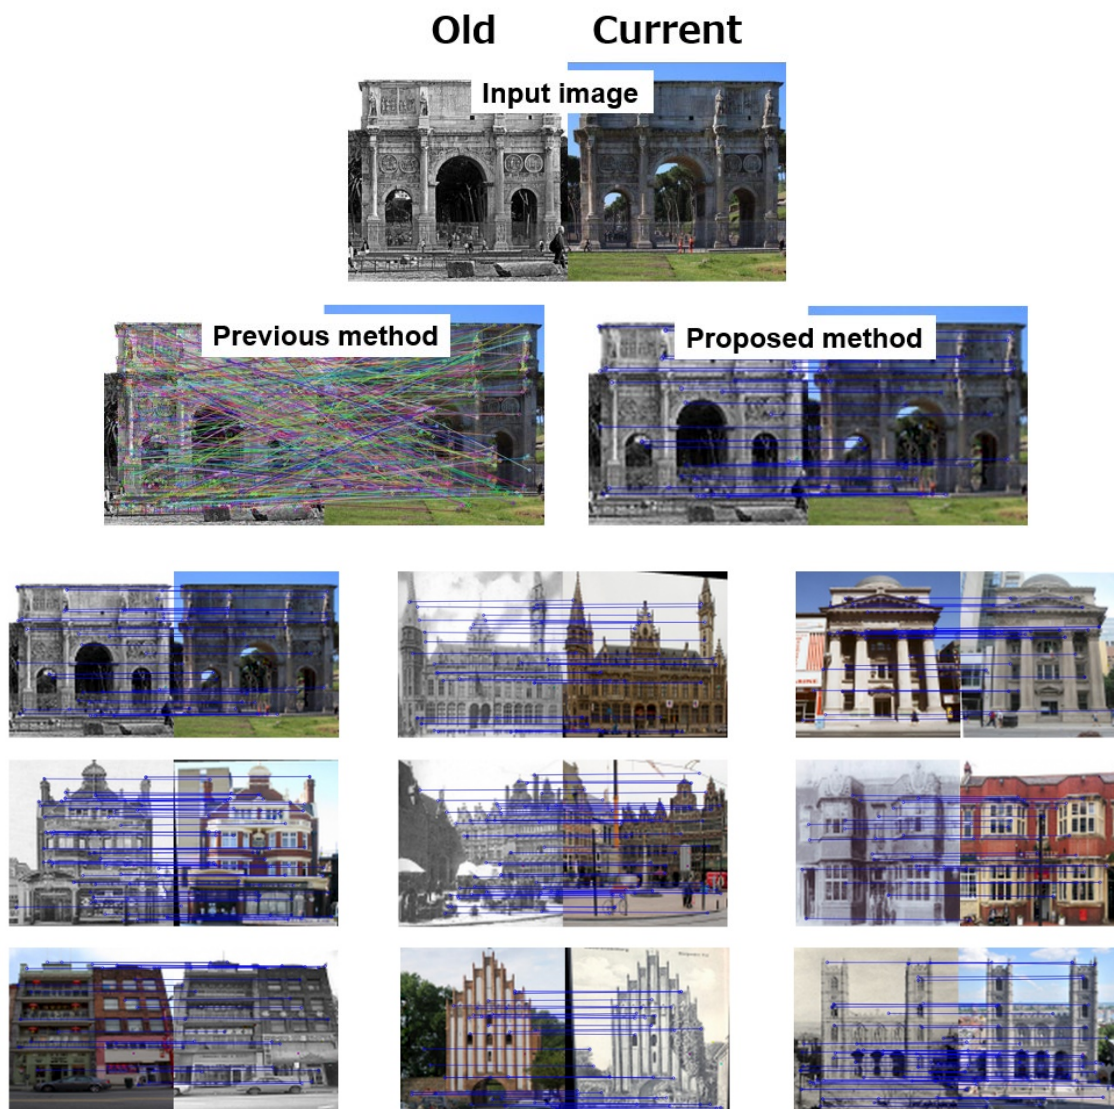 Old Current
Input image
Previous method
Proposed method